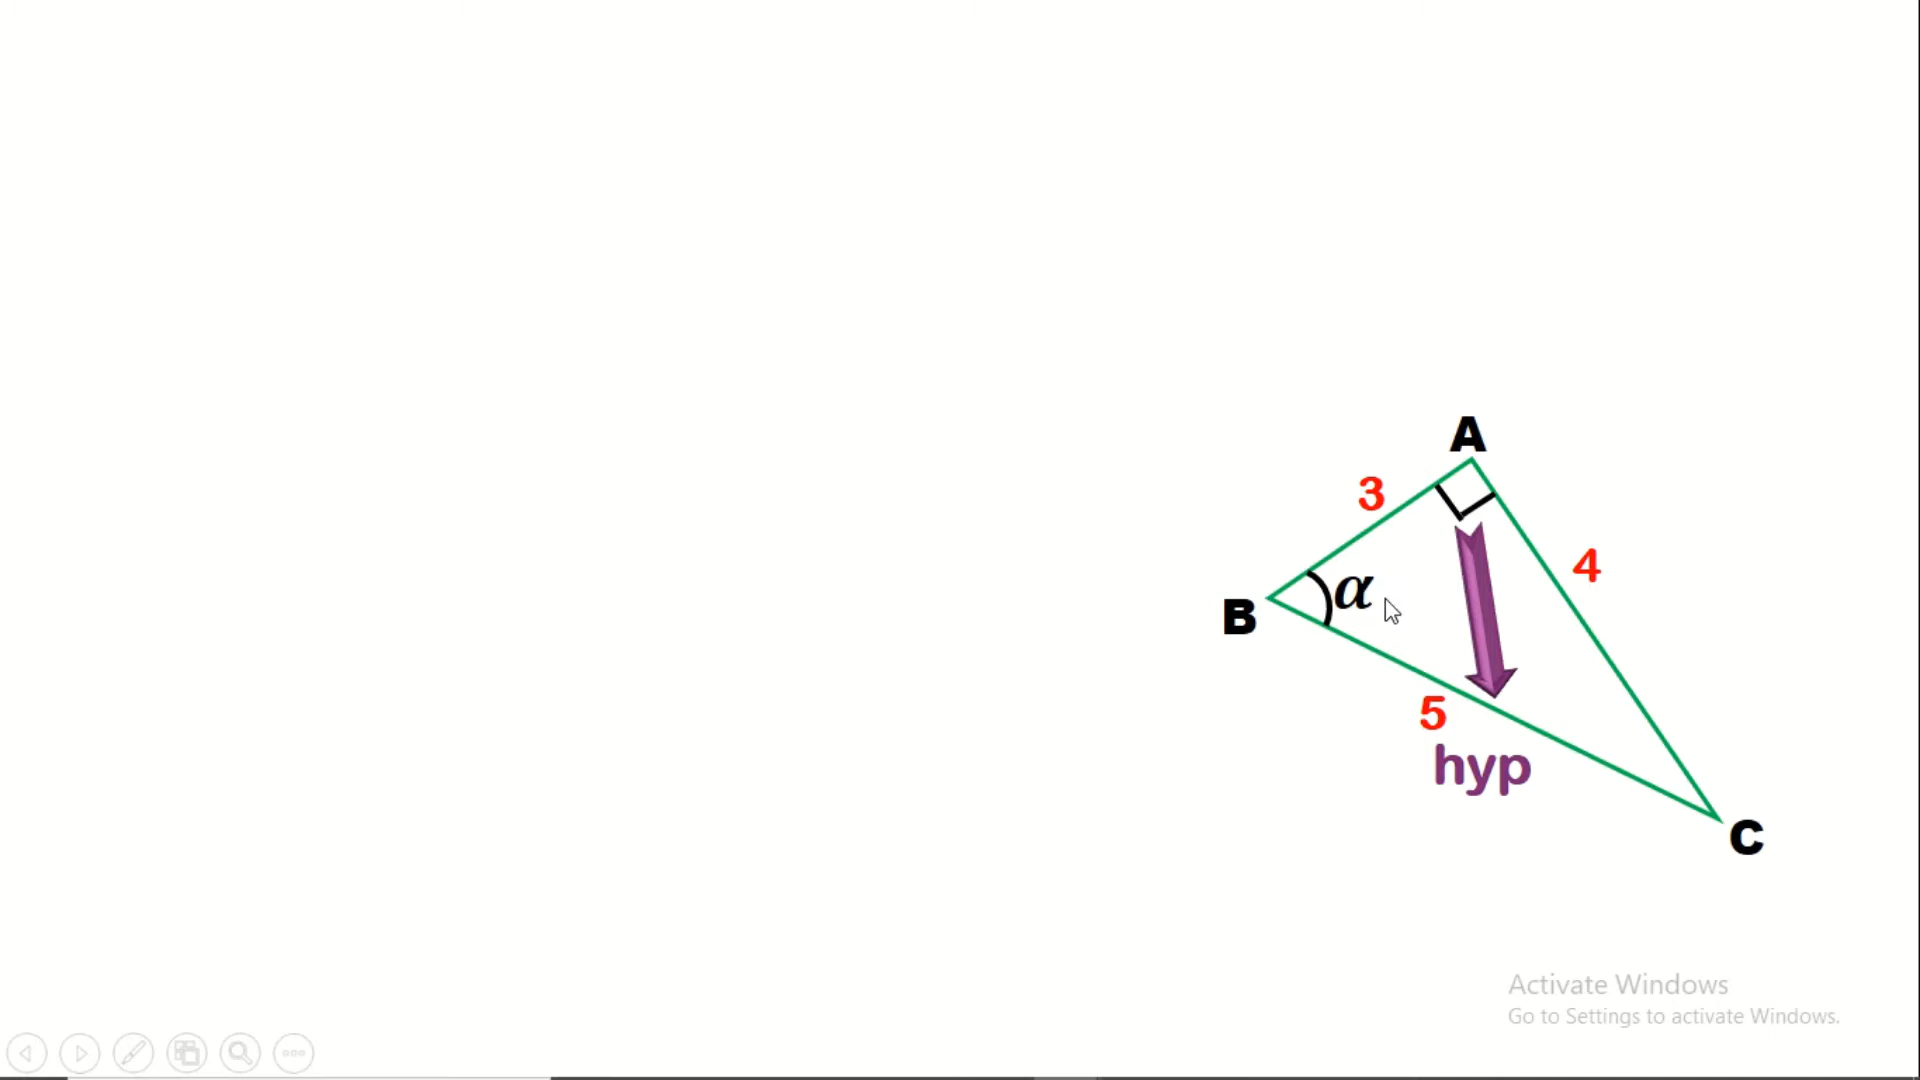 A
3
4
α
B
5
hyp
C
Activate Windows
Go to Settings to activate Windows.